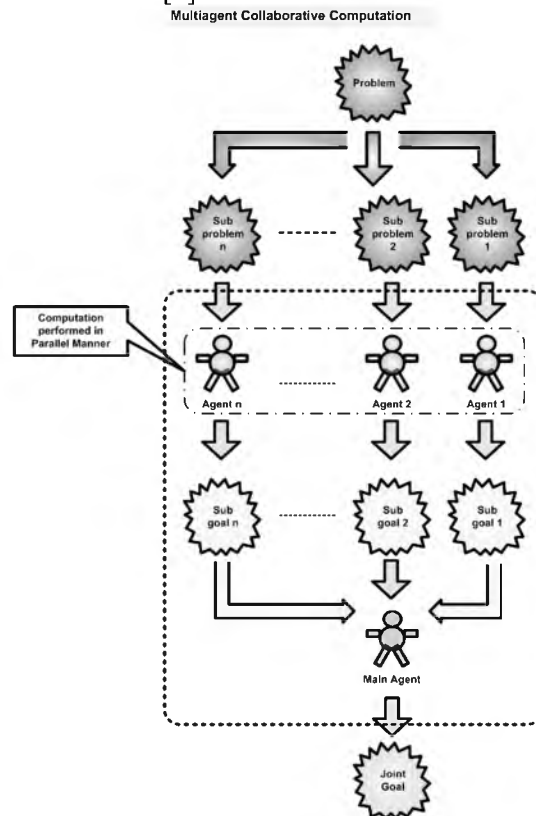 Multiagent Collaborative Computation
Problem
Sub
problem
n
Sub
problem
2
Sub
problem
1
Computation
performed in
Parallel Manner
Agent n
Agent 2
Agent 1
Sub
goal n
Sub
goal 2
Sub
goal 1
Main Agent
Joint
Goal